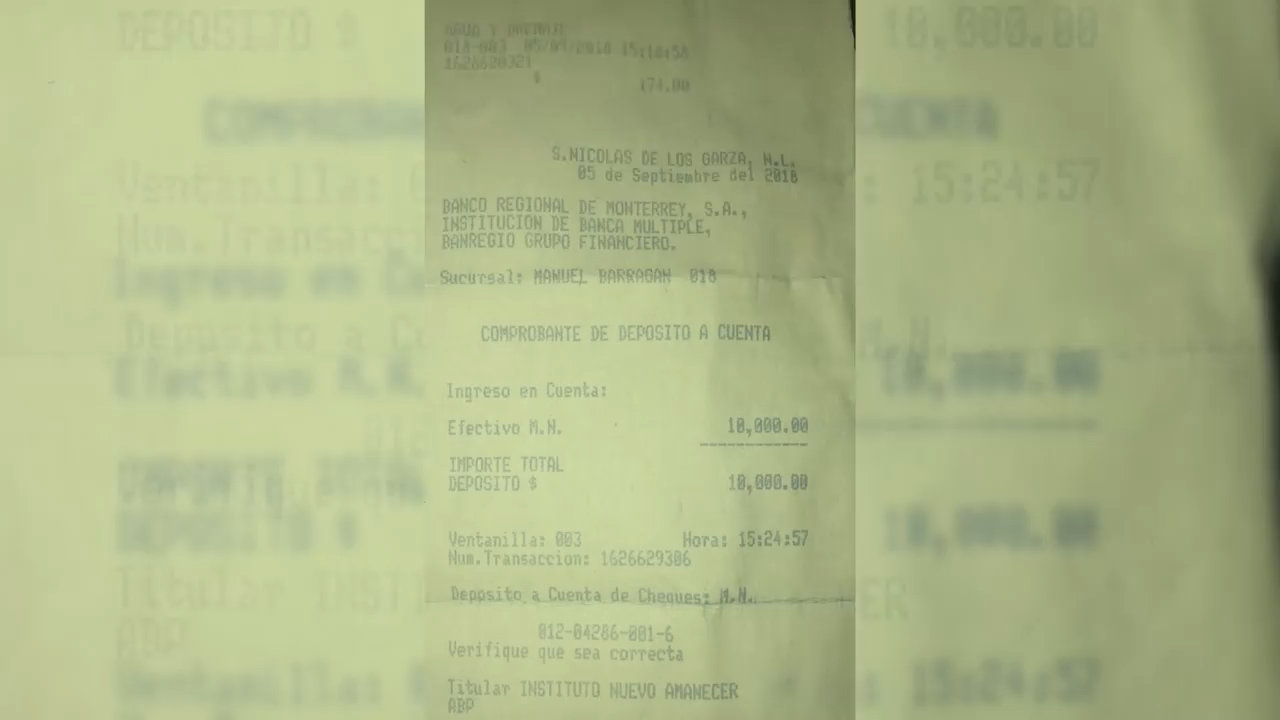 018-003 05/09/2018 15:18:58
1626620321
$ 174.00
S.NICOLAS DE LOS GARZA, N.L.
05 de Septiembre del 2018
BANCO REGIONAL DE MONTERREY, S.A.,
INSTITUCION DE BANCA MULTIPLE,
BANREGIO GRUPO FINANCIERO.
Sucursal: MANUEL BARRAGAN 018
COMPROBANTE DE DEPOSITO A CUENTA
Ingreso en Cuenta:
Efectivo M.N. 10,000.00
IMPORTE TOTAL
DEPOSITO $ 10,000.00
Ventanilla: 003 Hora: 15:24:57
Num.Transaccion: 1626629306
Deposito a Cuenta de Cheques: M.N.
012-04286-001-6
Verifique que sea correcta
Titular INSTITUTO NUEVO AMANECER
ABP